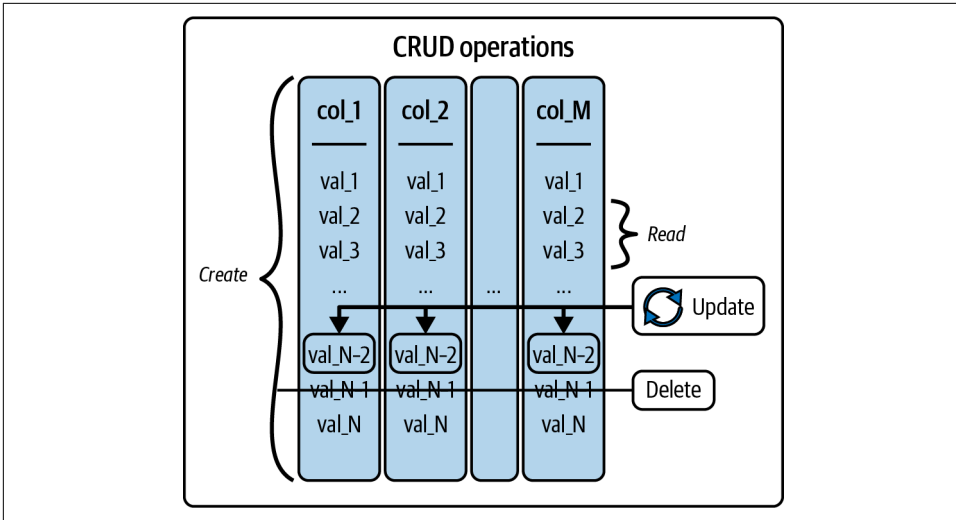 CRUD operations
col_1 col_2 col_M
val_1 val_1 val_1
val_2 val_2 val_2
Read
val_3 val_3 val_3
Create
... ... ... ...
Update
val_N–2 val_N–2 val_N–2
val_N–1 val_N–1 val_N–1
Delete
val_N val_N val_N